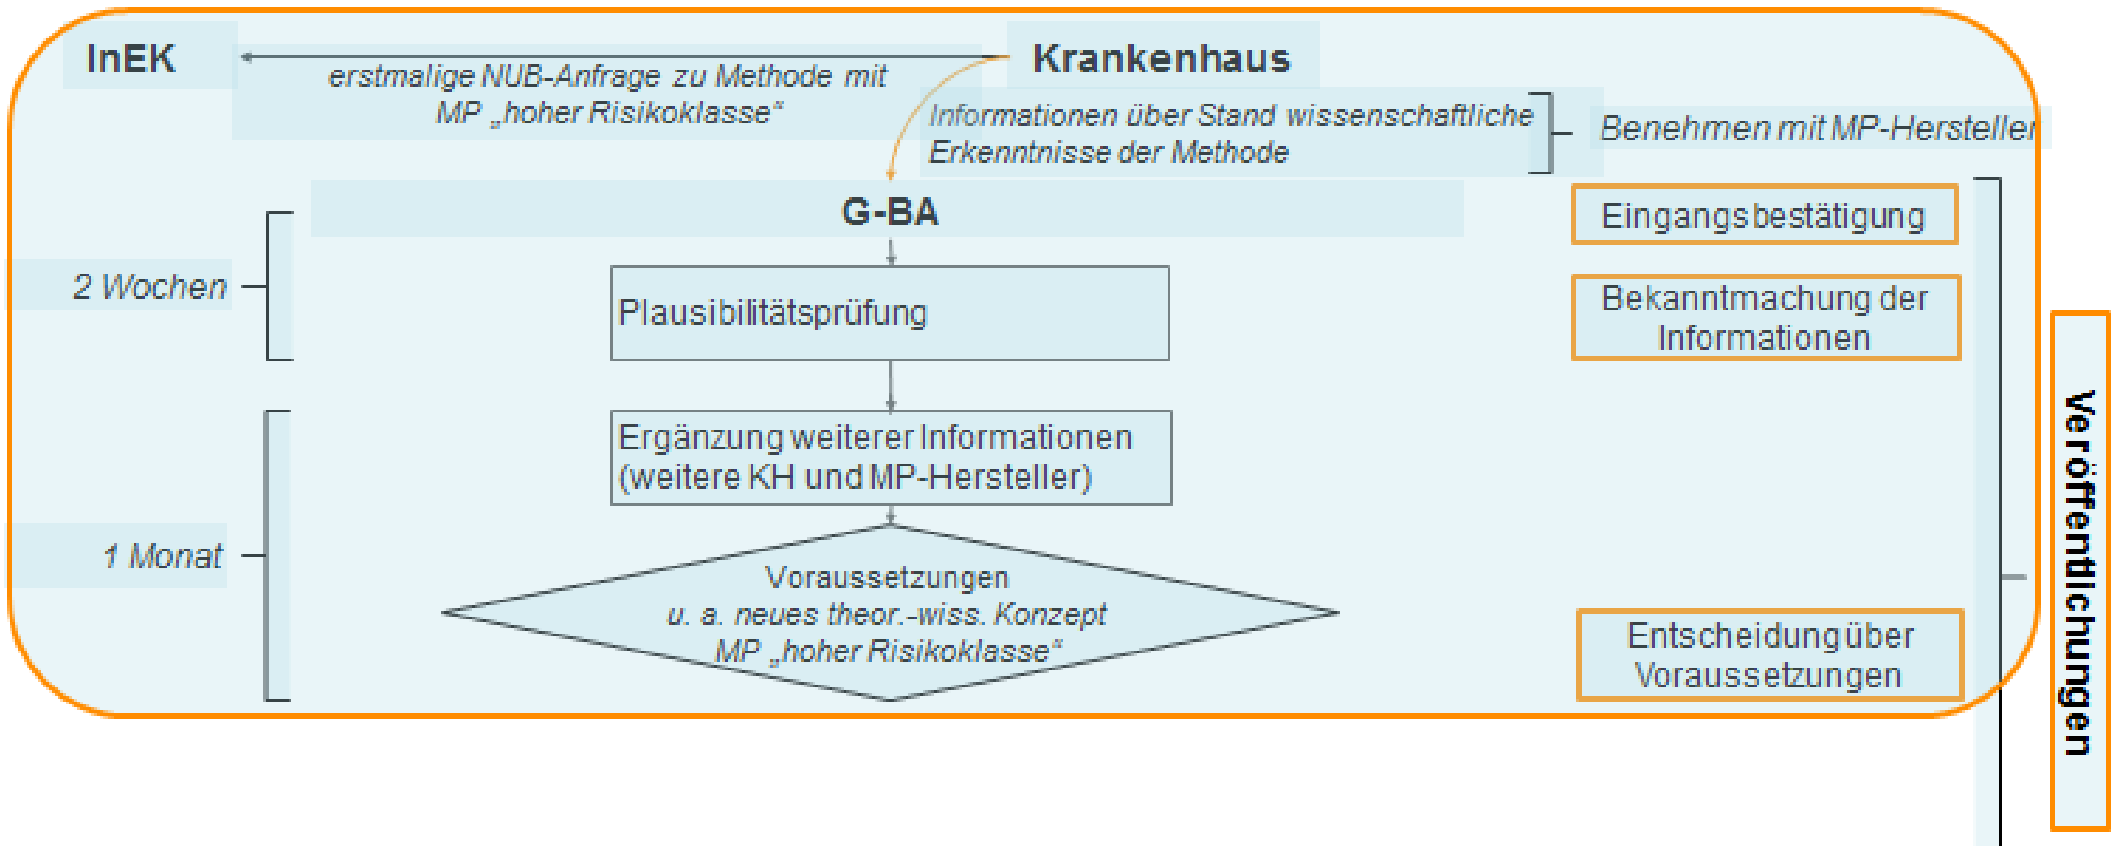 InEK
Krankenhaus
erstmalige NUB-Anfrage zu Methode mit
MP „hoher Risikoklasse“
Informationen über Stand wissenschaftliche
Erkenntnisse der Methode
Benehmen mit MP-Hersteller
G-BA
Eingangsbestätigung
2 Wochen
Plausibilitätsprüfung
Bekanntmachung der
Informationen
Ergänzung weiterer Informationen
(weitere KH und MP-Hersteller)
1 Monat
Voraussetzungen
u. a. neues theor.-wiss. Konzept
MP „hoher Risikoklasse“
Entscheidung über
Voraussetzungen
Veröffentlichungen